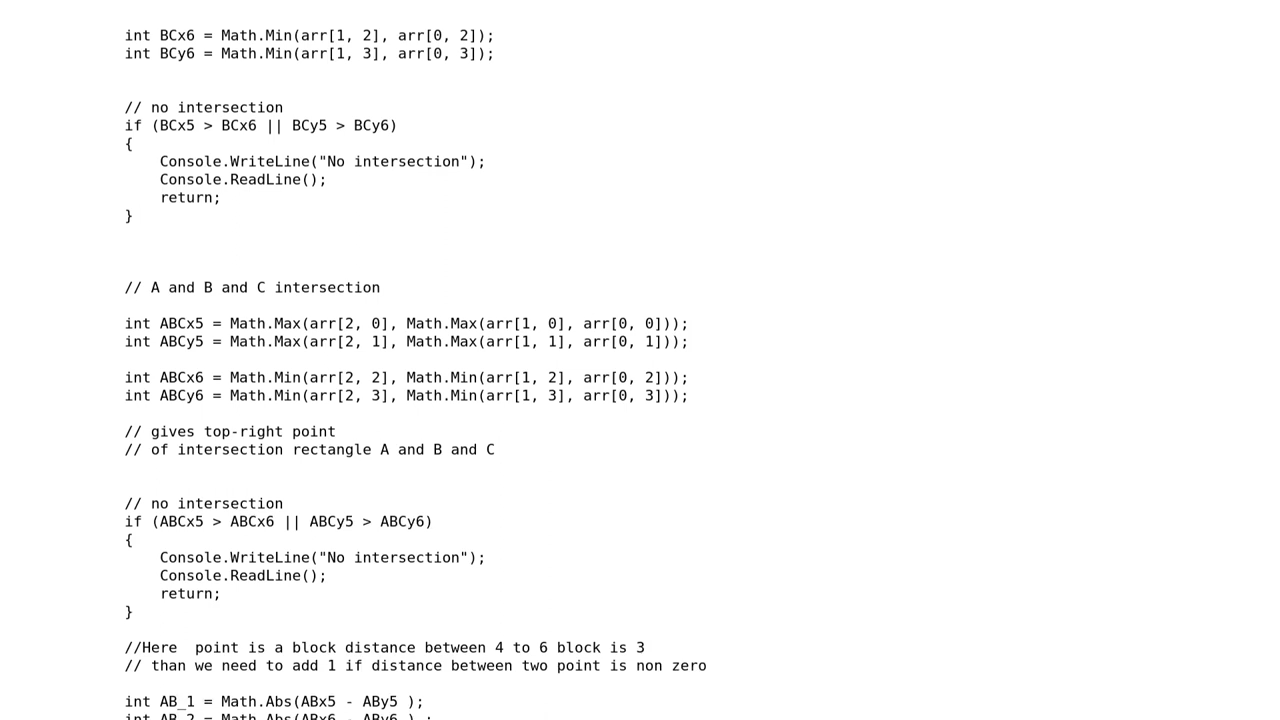 int BCx6 = Math.Min(arr[1, 2], arr[0, 2]);
int BCy6 = Math.Min(arr[1, 3], arr[0, 3]);
// no intersection
if (BCx5 > BCx6 || BCy5 > BCy6)
{
Console.WriteLine("No intersection");
Console.ReadLine();
return;
}
// A and B and C intersection
int ABCx5 = Math.Max(arr[2, 0], Math.Max(arr[1, 0], arr[0, 0]));
int ABCy5 = Math.Max(arr[2, 1], Math.Max(arr[1, 1], arr[0, 1]));
int ABCx6 = Math.Min(arr[2, 2], Math.Min(arr[1, 2], arr[0, 2]));
int ABCy6 = Math.Min(arr[2, 3], Math.Min(arr[1, 3], arr[0, 3]));
// gives top-right point
// of intersection rectangle A and B and C
// no intersection
if (ABCx5 > ABCx6 || ABCy5 > ABCy6)
{
Console.WriteLine("No intersection");
Console.ReadLine();
return;
}
//Here  point is a block distance between 4 to 6 block is 3
// than we need to add 1 if distance between two point is non zero
int AB_1 = Math.Abs(ABx5 - ABy5 );
int AB_2 = Math.Abs(ABx6 - ABy6 ) ;